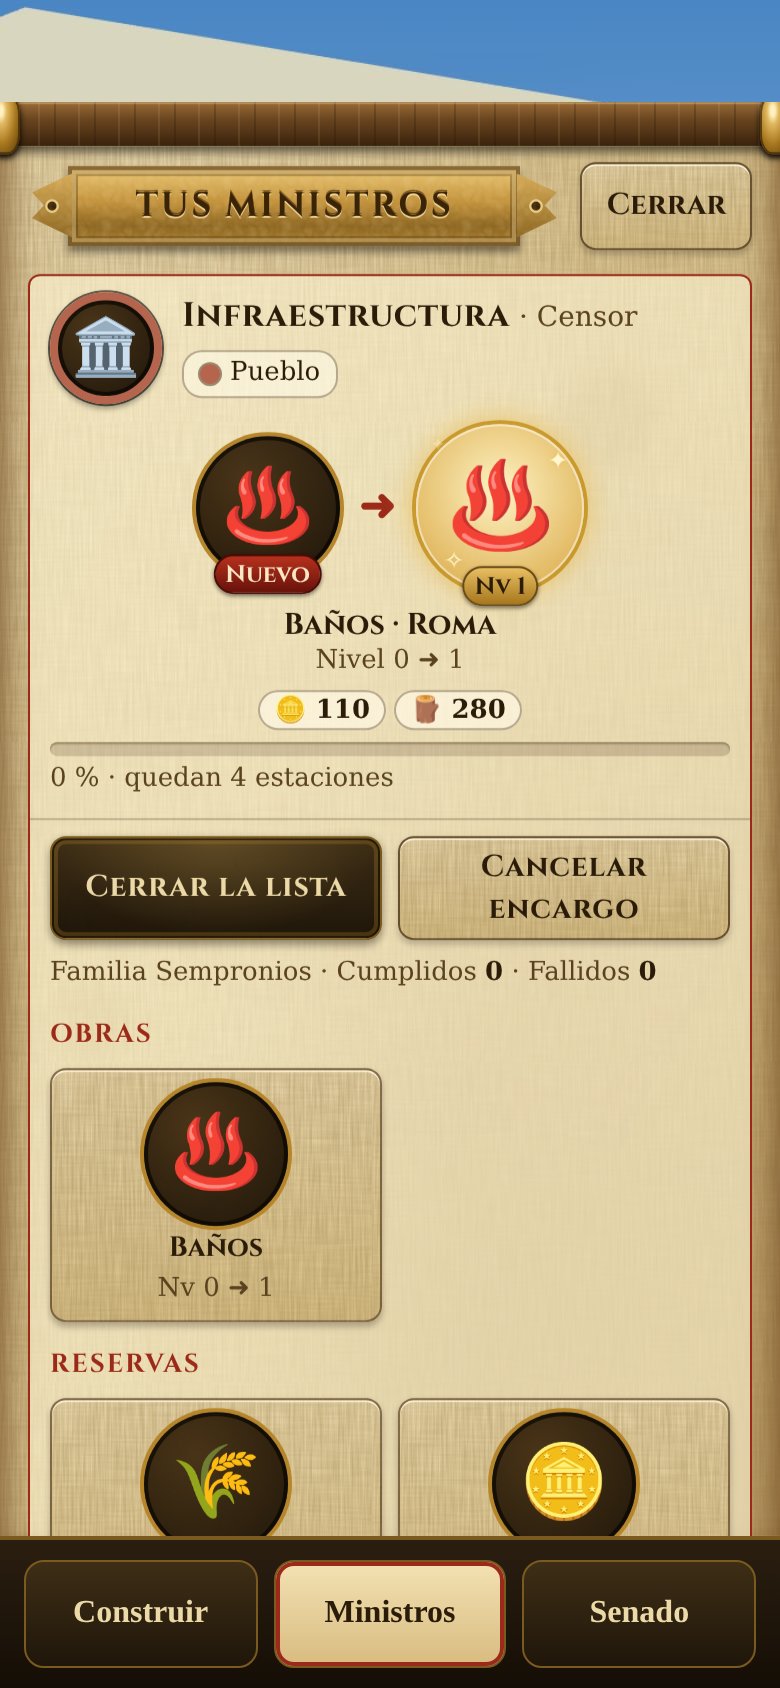 TUS MINISTROS
CERRAR
INFRAESTRUCTURA · Censor
Pueblo
NUEVO
NV 1
BAÑOS · ROMA
Nivel 0 ➔ 1
110 280
0 % · quedan 4 estaciones
CERRAR LA LISTA
CANCELAR
ENCARGO
Familia Sempronios · Cumplidos 0 · Fallidos 0
OBRAS
BAÑOS
Nv 0 ➔ 1
RESERVAS
Construir
Ministros
Senado